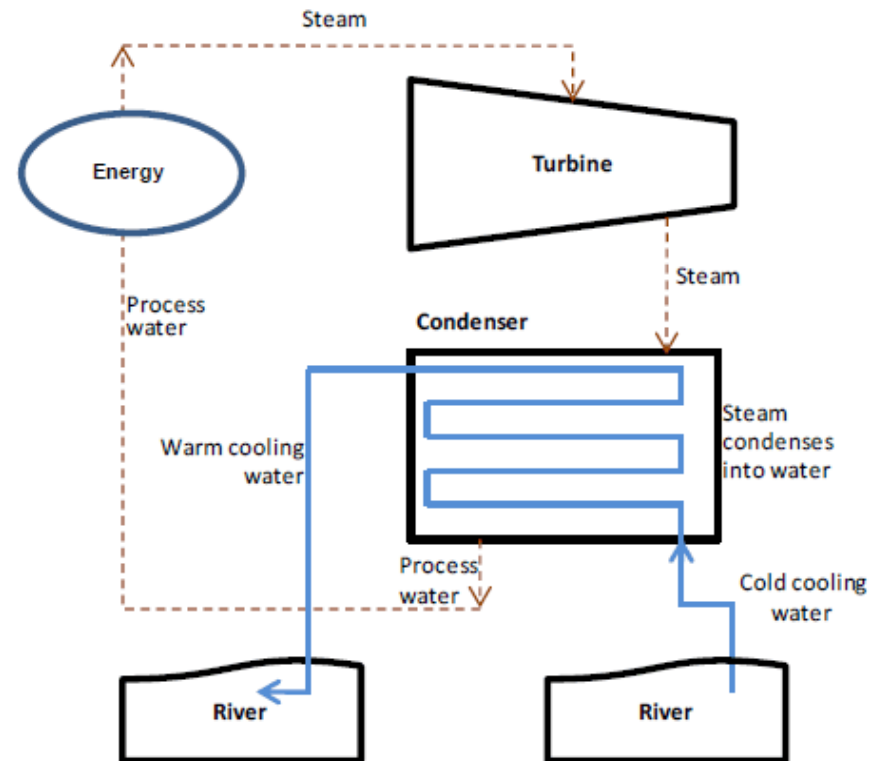 Steam
Energy
Turbine
Steam
Process
water
Condenser
Warm cooling
water
Steam
condenses
into water
Process
water
Cold cooling
water
River
River